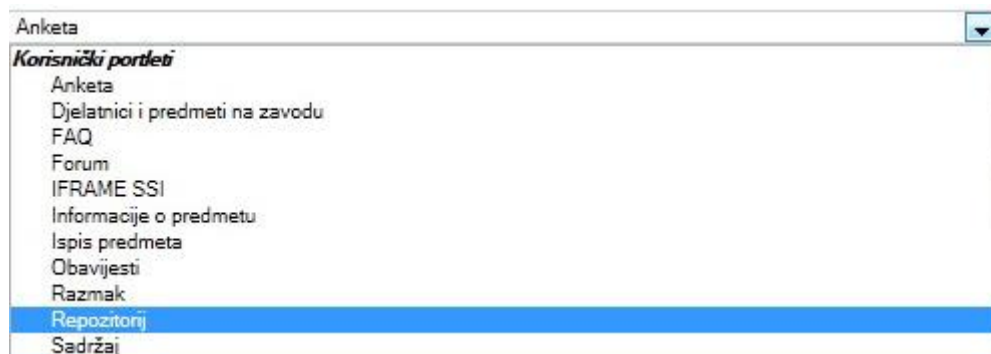 Anketa
Korisnički portleti
Anketa
Djelatnici i predmeti na zavodu
FAQ
Forum
IFRAME SSI
Informacije o predmetu
Ispis predmeta
Obavijesti
Razmak
Repozitorij
Sadržaj